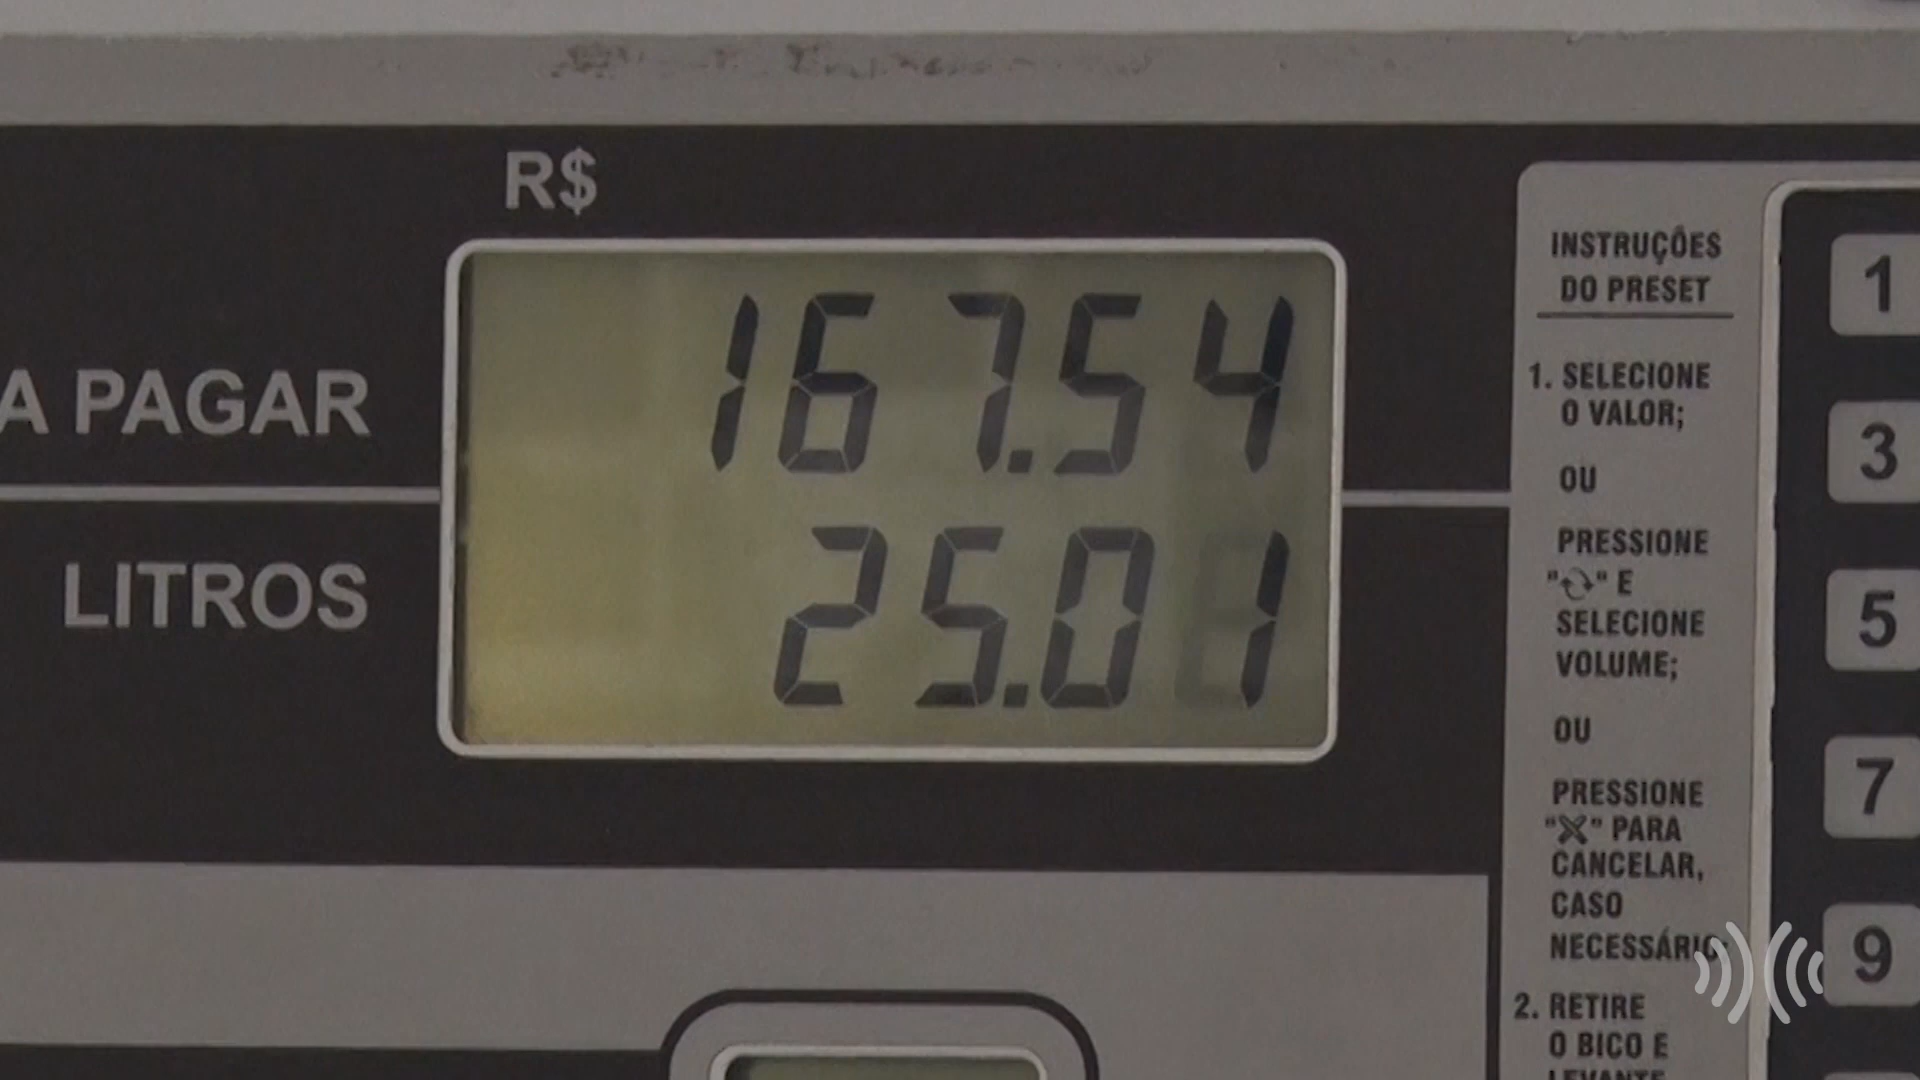 R$
167.54
A PAGAR
25.01
LITROS
INSTRUÇÕES
DO PRESET
1. SELECIONE
O VALOR;
OU
PRESSIONE
"⟳" E
SELECIONE
VOLUME;
OU
PRESSIONE
"X" PARA
CANCELAR,
CASO
NECESSÁRIO;
2. RETIRE
O BICO E
LEVANTE
1
3
5
7
9